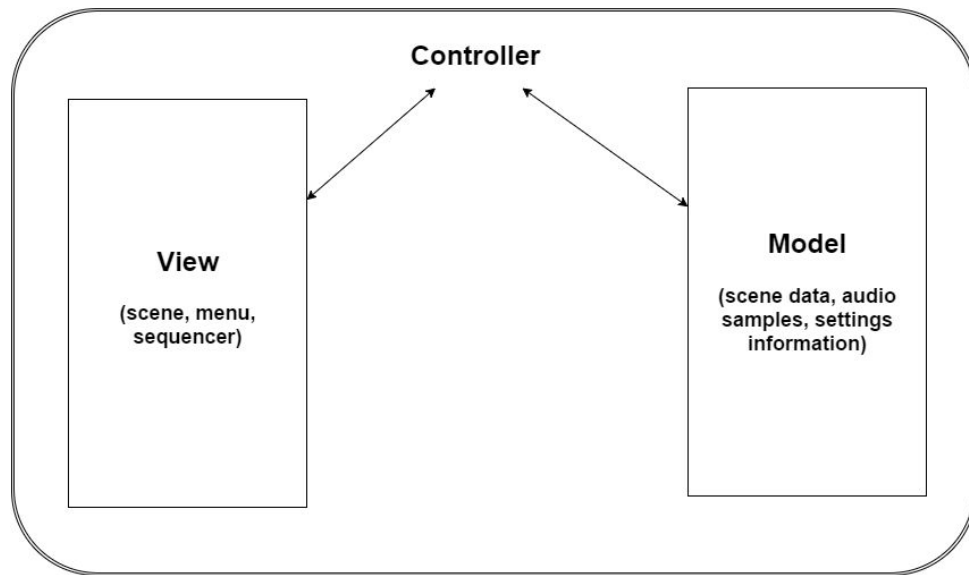 Controller
View
(scene, menu,
sequencer)
Model
(scene data, audio
samples, settings
information)